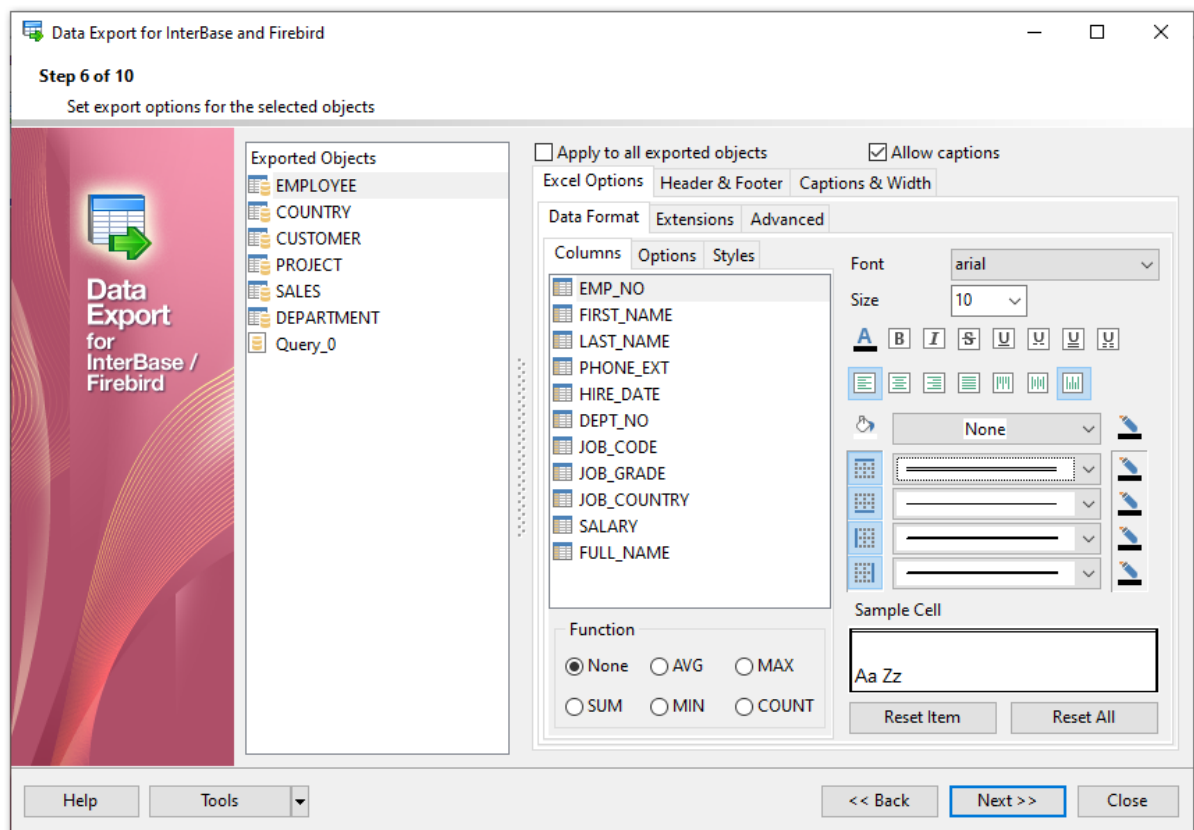 Data Export for InterBase and Firebird
Step 6 of 10
Set export options for the selected objects
Data
Export
for
InterBase /
Firebird
Exported Objects
EMPLOYEE
COUNTRY
CUSTOMER
PROJECT
SALES
DEPARTMENT
Query_0
Apply to all exported objects Allow captions
Excel Options Header & Footer Captions & Width
Data Format Extensions Advanced
Columns Options Styles
EMP_NO
FIRST_NAME
LAST_NAME
PHONE_EXT
HIRE_DATE
DEPT_NO
JOB_CODE
JOB_GRADE
JOB_COUNTRY
SALARY
FULL_NAME
Function
None AVG MAX
SUM MIN COUNT
Font arial
Size 10
A B I S U U U U
None
Sample Cell
Aa Zz
Reset Item Reset All
Help Tools << Back Next >> Close